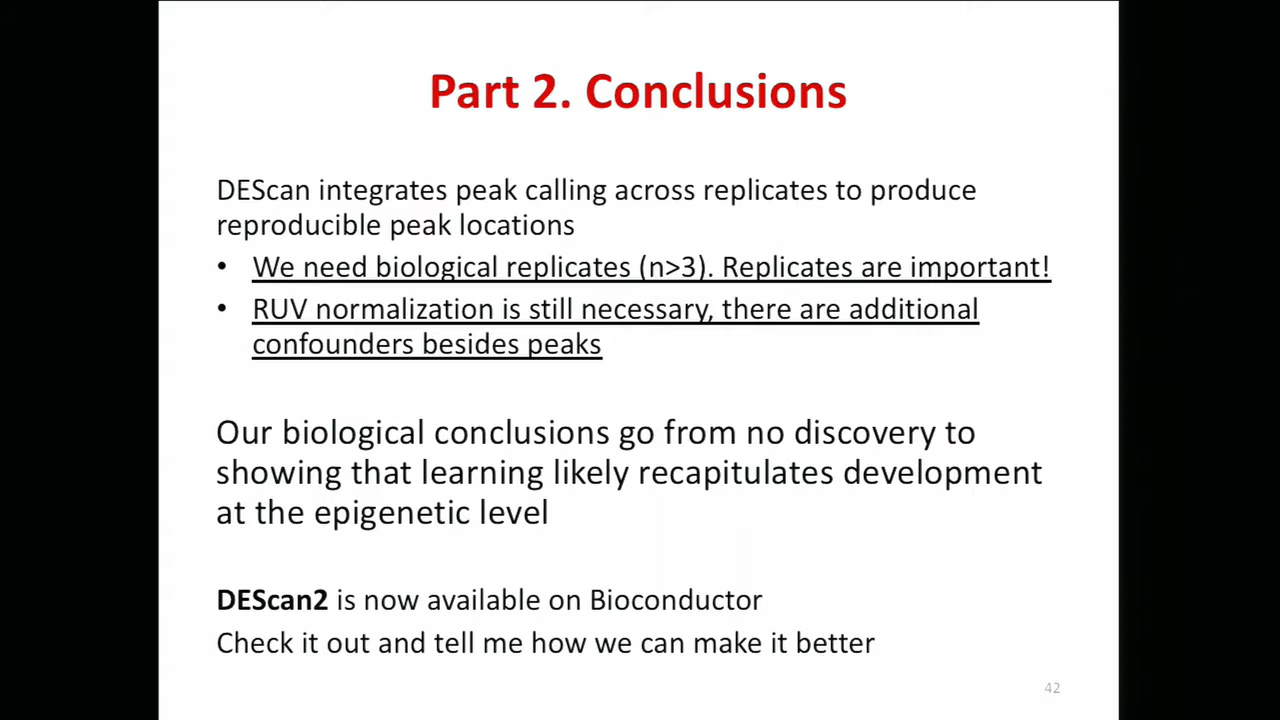 Part 2. Conclusions
DEScan integrates peak calling across replicates to produce
reproducible peak locations
• We need biological replicates (n>3). Replicates are important!
• RUV normalization is still necessary, there are additional
confounders besides peaks
Our biological conclusions go from no discovery to
showing that learning likely recapitulates development
at the epigenetic level
DEScan2 is now available on Bioconductor
Check it out and tell me how we can make it better
42